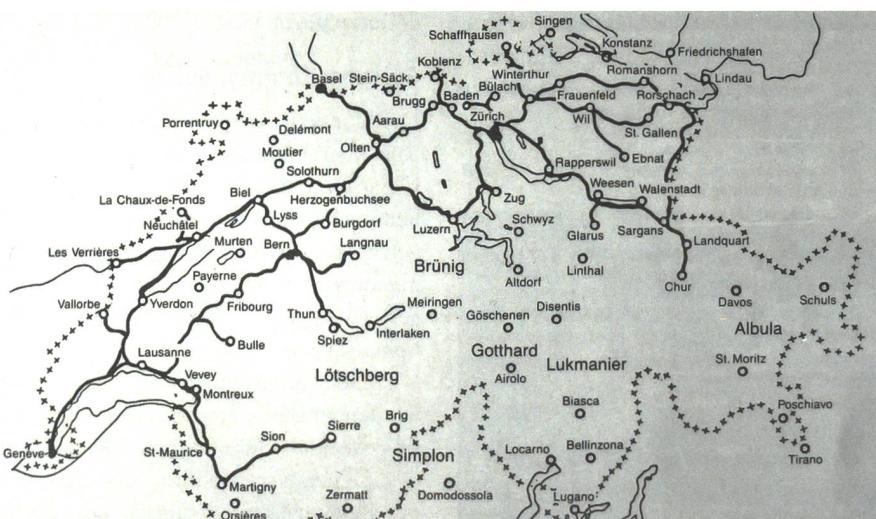 Singen
Schaffhausen
Konstanz
Friedrichshafen
Koblenz
Winterthur
Romanshorn
Lindau
Basel
Stein-Säck
Bülach
Baden
Frauenfeld
Rorschach
Brugg
Porrentruy
Aarau
Zürich
Wil
St. Gallen
Delémont
Olten
Moutier
Ebnat
Rapperswil
Solothurn
Weesen
Walenstadt
La Chaux-de-Fonds
Biel
Herzogenbuchsee
Zug
Neuchâtel
Lyss
Burgdorf
Luzern
Schwyz
Glarus
Sargans
Landquart
Les Verrières
Murten
Bern
Langnau
Brünig
Linthal
Altdorf
Chur
Payerne
Davos
Schuls
Vallorbe
Yverdon
Fribourg
Thun
Meiringen
Göschenen
Disentis
Spiez
Interlaken
Albula
Bulle
Lausanne
Gotthard
Lukmanier
St. Moritz
Vevey
Montreux
Lötschberg
Airolo
Biasca
Poschiavo
Brig
Genève
St-Maurice
Sion
Sierre
Simplon
Locarno
Bellinzona
Tirano
Martigny
Domodossola
Zermatt
Lugano
Orsières